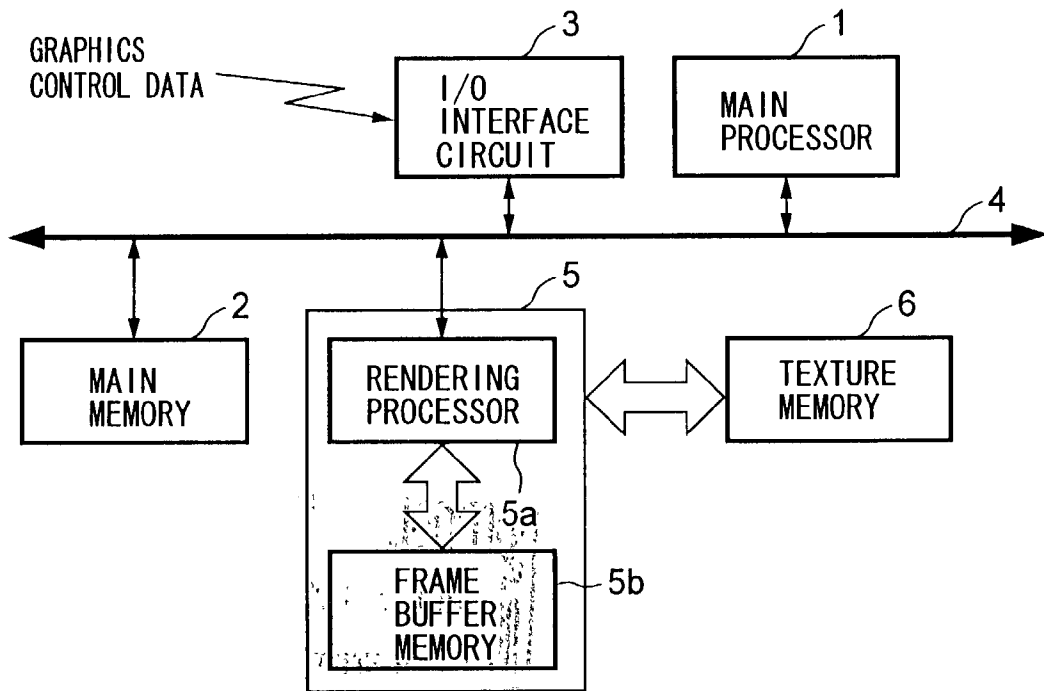 GRAPHICS
CONTROL DATA
3
I/O
INTERFACE
CIRCUIT
1
MAIN
PROCESSOR
4
2
MAIN
MEMORY
5
RENDERING
PROCESSOR
5a
FRAME
BUFFER
MEMORY
5b
6
TEXTURE
MEMORY